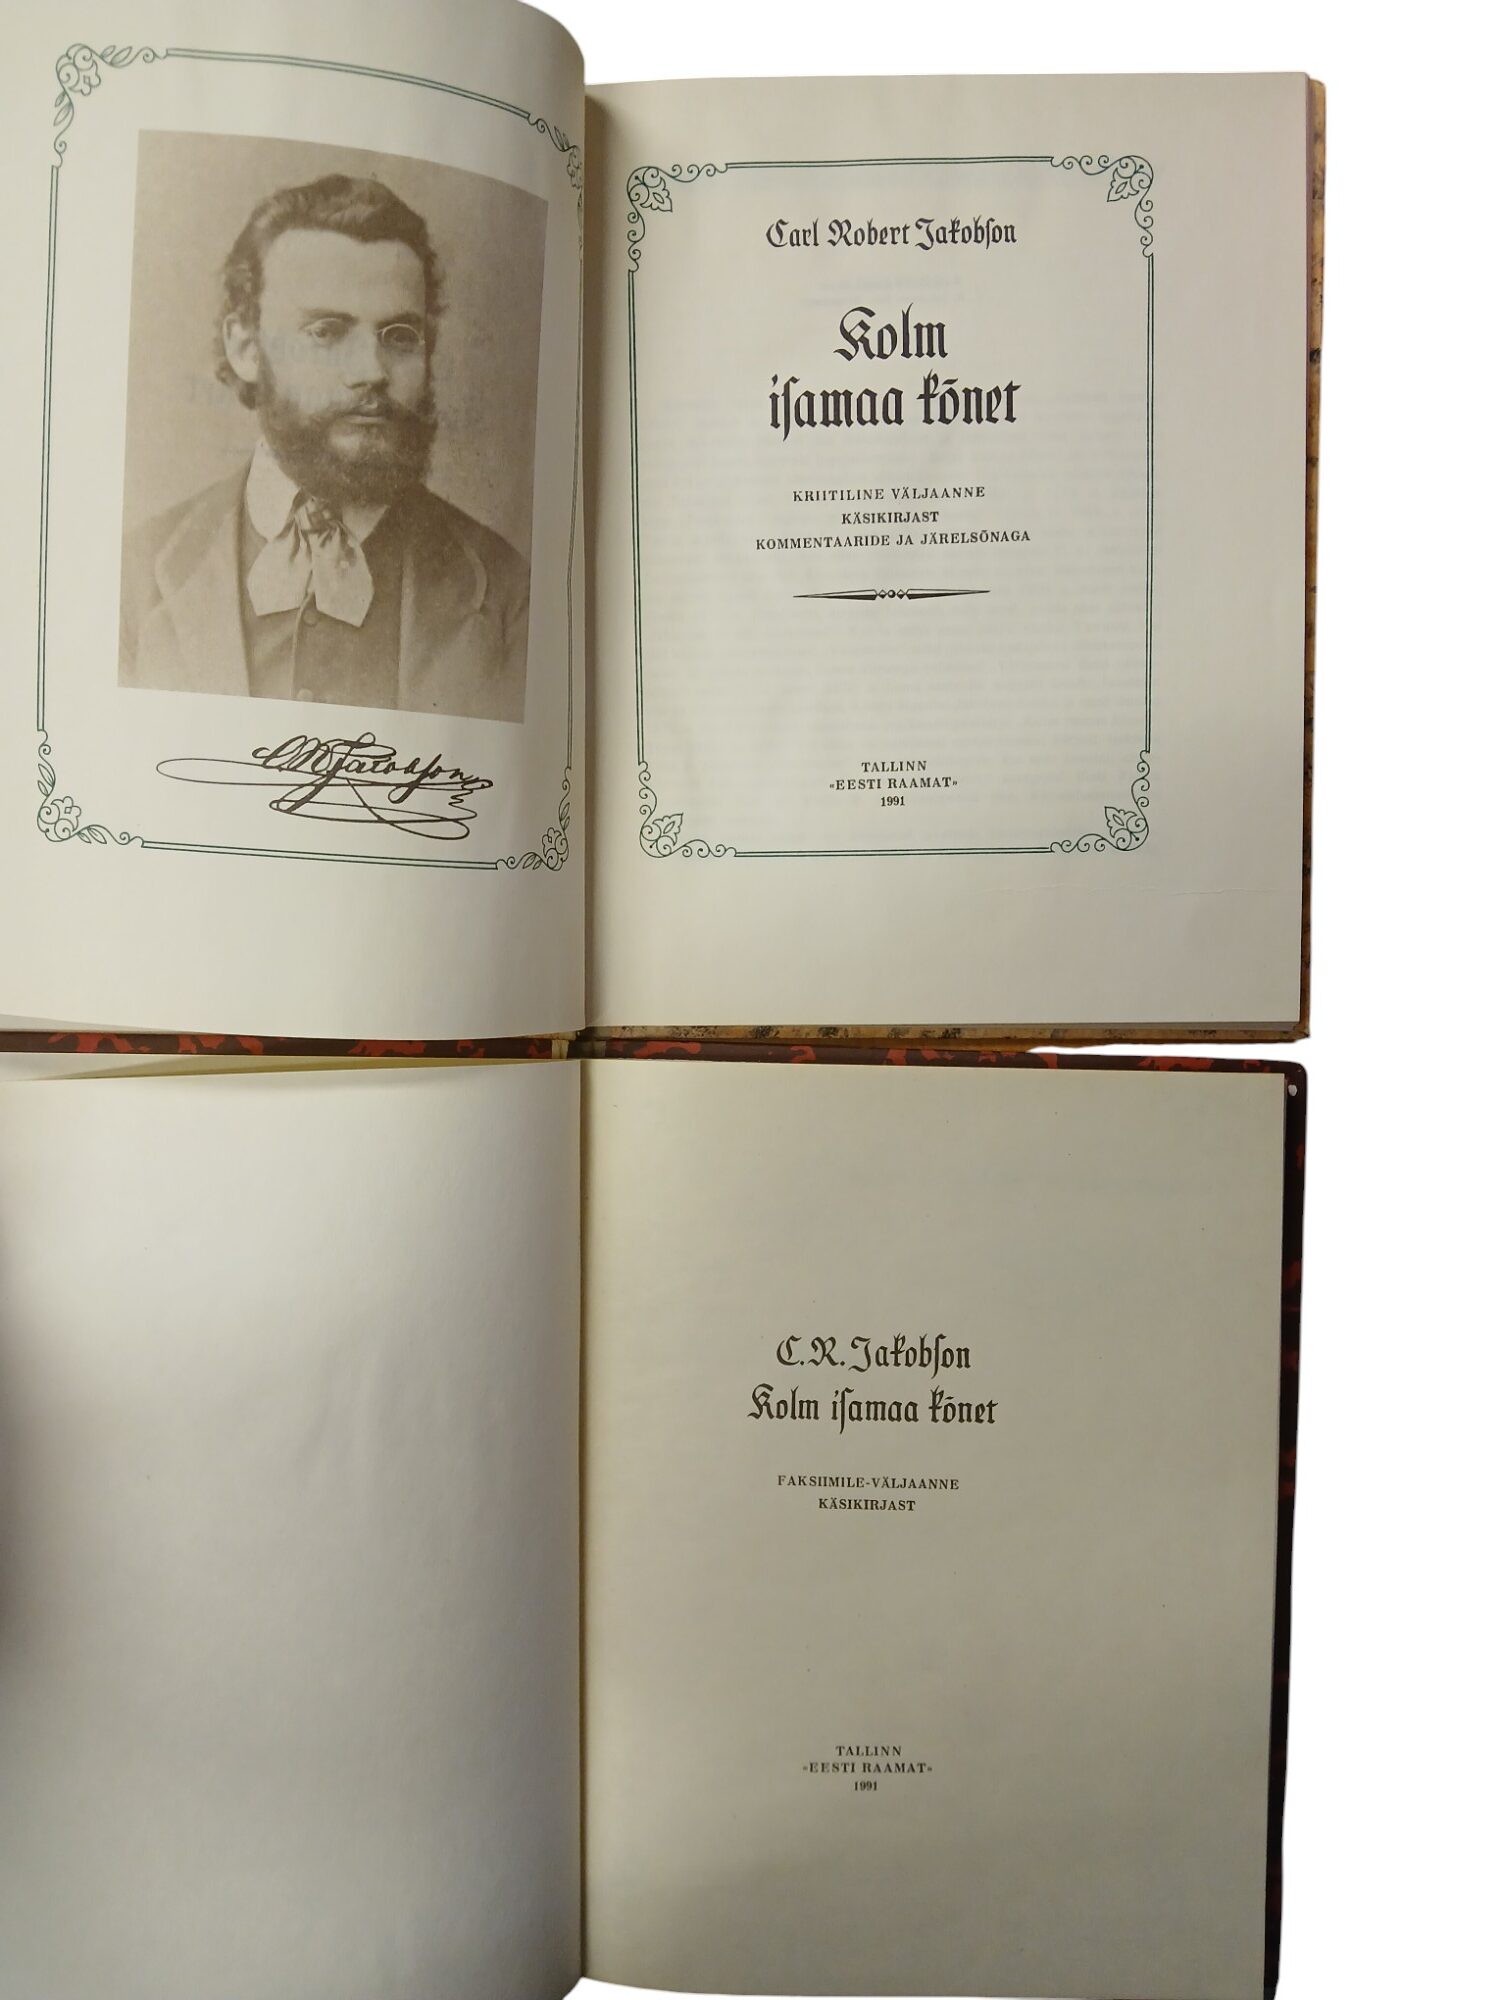 C R Jacobson
Carl Robert Jakobson
Kolm
isamaa kõnet
KRIITILINE VÄLJAANNE
KÄSIKIRJAST
KOMMENTAARIDE JA JÄRELSÕNAGA
TALLINN
«EESTI RAAMAT»
1991
C. R. Jakobson
Kolm isamaa kõnet
FAKSIIMILE-VÄLJAANNE
KÄSIKIRJAST
TALLINN
«EESTI RAAMAT»
1991